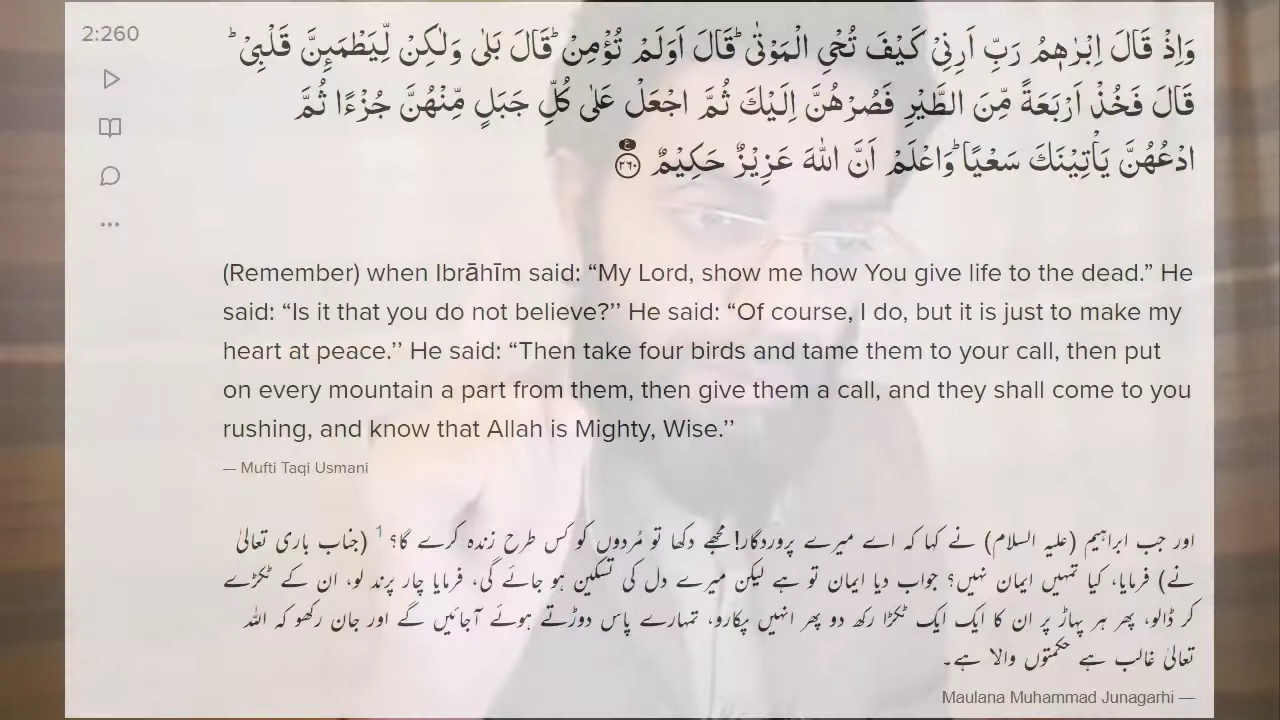 2:260
وَاِذۡ قَالَ اِبۡرٰهٖمُ رَبِّ اَرِنِىۡ كَيۡفَ تُحۡىِ الۡمَوۡتٰى ؕ قَالَ اَوَلَمۡ تُؤۡمِنۡ ؕ قَالَ بَلٰى وَلٰـكِنۡ لِّيَطۡمَٮِٕنَّ قَلۡبِىۡ ؕ
قَالَ فَخُذۡ اَرۡبَعَةً مِّنَ الطَّيۡرِ فَصُرۡهُنَّ اِلَيۡكَ ثُمَّ اجۡعَلۡ عَلٰى كُلِّ جَبَلٍ مِّنۡهُنَّ جُزۡءًا ثُمَّ
ادۡعُهُنَّ يَاۡتِيۡنَكَ سَعۡيًا ؕ وَاعۡلَمۡ اَنَّ اللّٰهَ عَزِيۡزٌ حَكِيۡمٌ ﴿۲۶۰﴾ ع
(Remember) when Ibrāhīm said: “My Lord, show me how You give life to the dead.” He
said: “Is it that you do not believe?’’ He said: “Of course, I do, but it is just to make my
heart at peace.’’ He said: “Then take four birds and tame them to your call, then put
on every mountain a part from them, then give them a call, and they shall come to you
rushing, and know that Allah is Mighty, Wise.’’
— Mufti Taqi Usmani
اور جب ابراہیم (علیہ السلام) نے کہا کہ اے میرے پروردگار! مجھے دکھا تو مُردوں کو کس طرح زنده کرے گا؟ 1 (جناب باری تعالیٰ
نے) فرمایا، کیا تمہیں ایمان نہیں؟ جواب دیا ایمان تو ہے لیکن میرے دل کی تسکین ہو جائے گی، فرمایا چار پرند لو، ان کے ٹکڑے
کر ڈالو، پھر ہر پہاڑ پر ان کا ایک ایک ٹکڑا رکھ دو پھر انہیں پکارو، تمہارے پاس دوڑتے ہوئے آجائیں گے اور جان رکھو کہ اللہ
تعالیٰ غالب ہے حکمتوں واﻻ ہے۔
Maulana Muhammad Junagarhi —